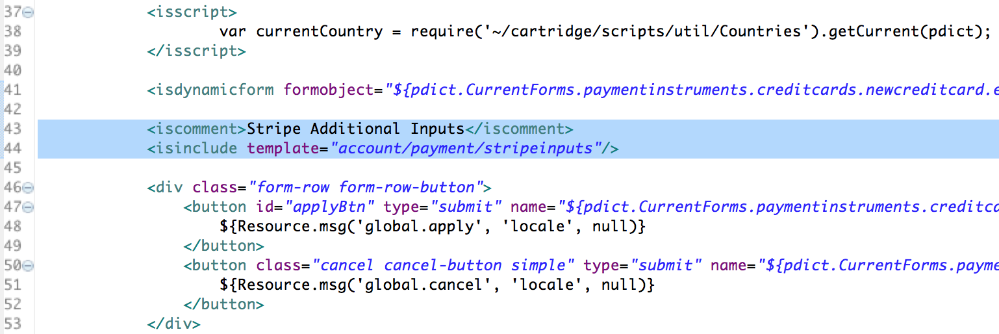 37 <isscript>
38 var currentCountry = require('~/cartridge/scripts/util/Countries').getCurrent(pdict);
39 </isscript>
40
41 <isdynamicform formobject="${pdict.CurrentForms.paymentinstruments.creditcards.newcreditcard.e
42
43 <iscomment>Stripe Additional Inputs</iscomment>
44 <isinclude template="account/payment/stripeinputs"/>
45
46 <div class="form-row form-row-button">
47 <button id="applyBtn" type="submit" name="${pdict.CurrentForms.paymentinstruments.creditca
48 ${Resource.msg('global.apply', 'locale', null)}
49 </button>
50 <button class="cancel cancel-button simple" type="submit" name="${pdict.CurrentForms.payme
51 ${Resource.msg('global.cancel', 'locale', null)}
52 </button>
53 </div>